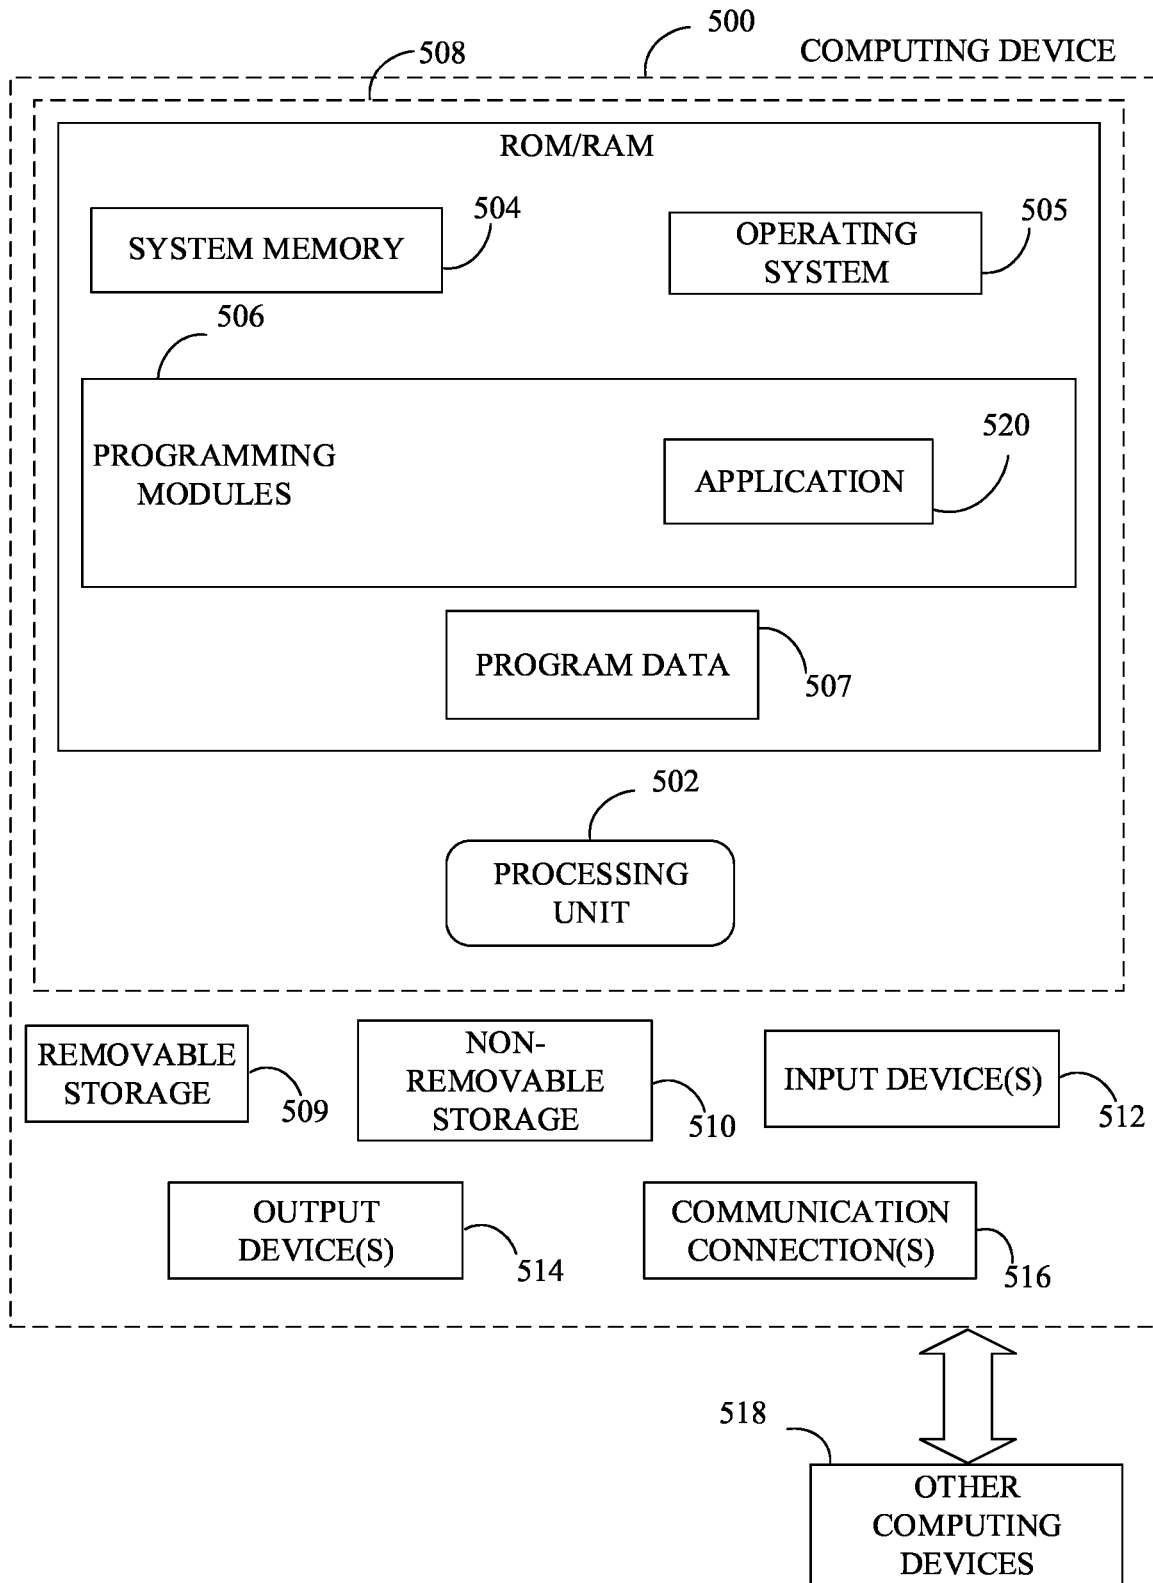 500
COMPUTING DEVICE
508
ROM/RAM
SYSTEM MEMORY
504
OPERATING
SYSTEM
505
506
PROGRAMMING
MODULES
APPLICATION
520
PROGRAM DATA
507
502
PROCESSING
UNIT
REMOVABLE
STORAGE
509
NON-
REMOVABLE
STORAGE
510
INPUT DEVICE(S)
512
OUTPUT
DEVICE(S)
514
COMMUNICATION
CONNECTION(S)
516
518
OTHER
COMPUTING
DEVICES